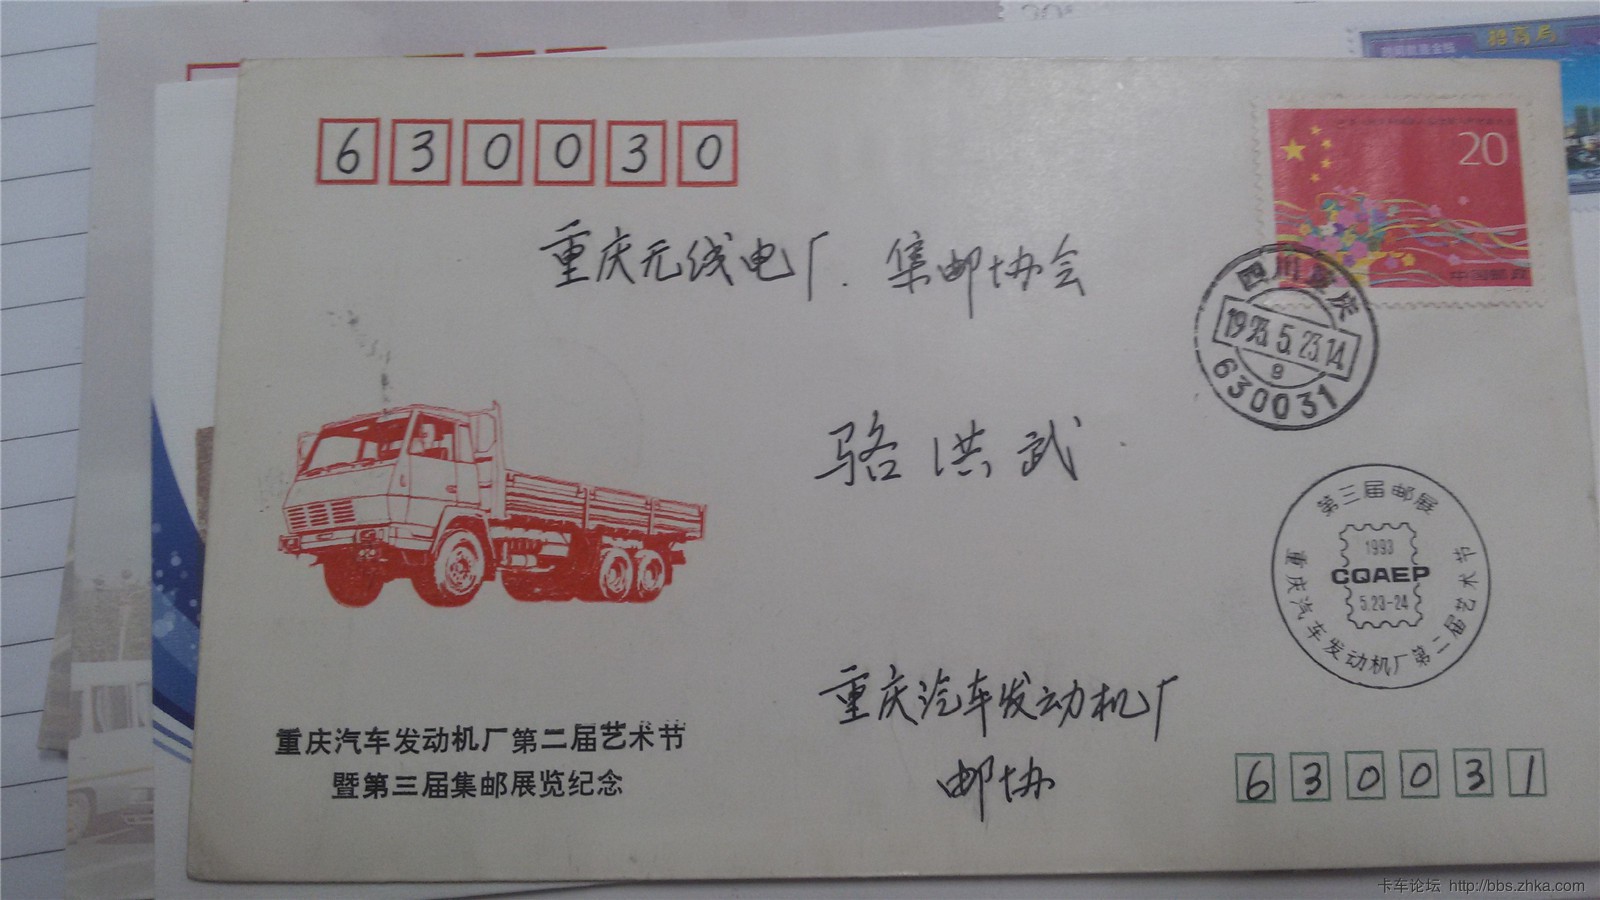 招商局
630030
20
重庆无线电厂.集邮协会
中国邮政
四川重庆
1993.5.23.14
g
630031
骆洪武
第三届邮展
1993
CQAEP
5.23-24
重庆汽车发动机厂第二届艺术节
重庆汽车发动机厂
邮协
重庆汽车发动机厂第二届艺术节
暨第三届集邮展览纪念
630031
卡车论坛 http://bbs.zhka.com